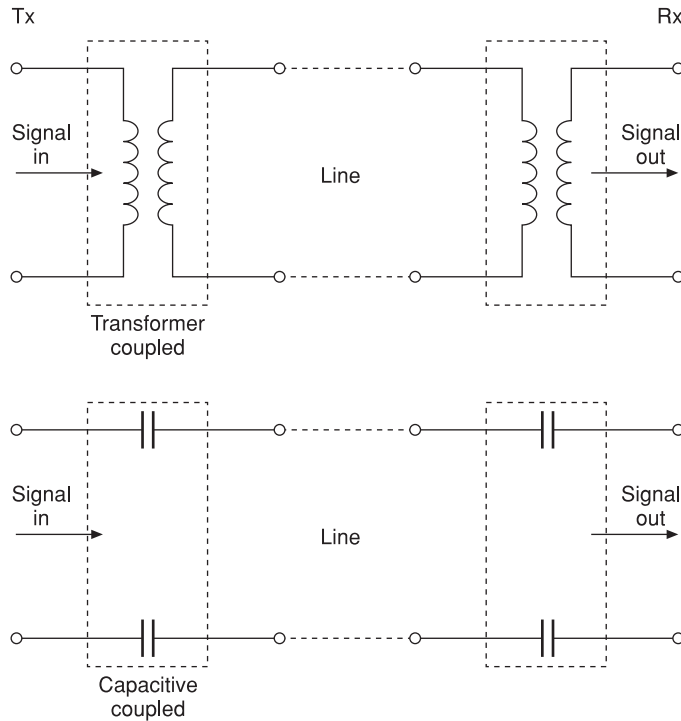 Tx
Rx
Signal
in
Line
Signal
out
Transformer
coupled
Signal
in
Line
Signal
out
Capacitive
coupled